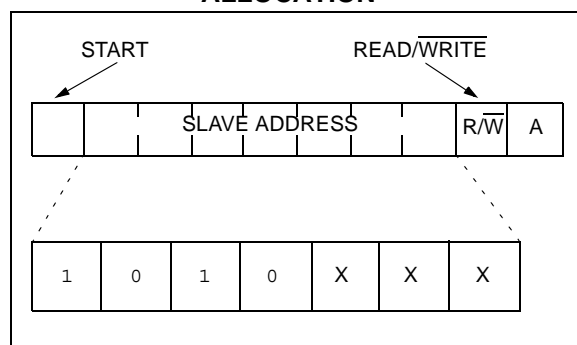 ALLOCATION
START READ/WRITE
SLAVE ADDRESS R/W A
1 0 1 0 X X X